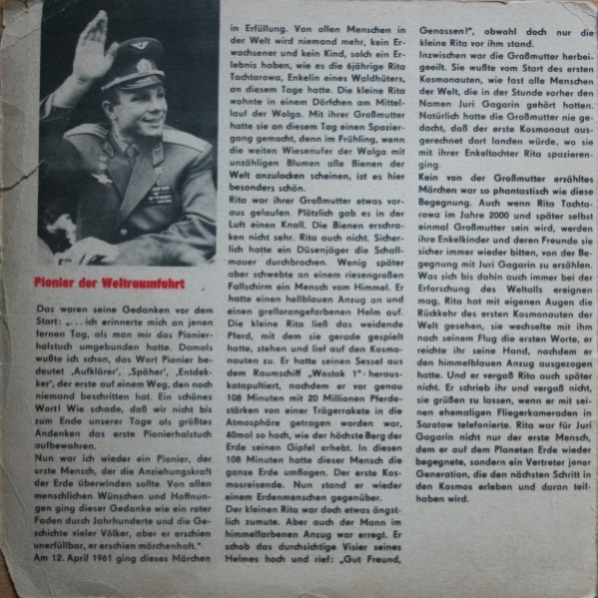 Pionier der Weltraumfahrt
Das waren seine Gedanken vor dem
Start: „...ich erinnerte mich an jenen
fernen Tag, als man mir das Pionier-
halstuch umgebunden hatte. Damals
wußte ich schon, das Wort Pionier be-
deutet ‚Aufklärer', ‚Späher', ‚Entdek-
ker', der erste auf einem Weg, den noch
niemand beschritten hat. Ein schönes
Wort! Wie schade, daß wir nicht bis
zum Ende unserer Tage als größtes
Andenken das erste Pionierhalstuch
aufbewahren.
Nun war ich wieder ein Pionier, der
erste Mensch, der die Anziehungskraft
der Erde überwinden sollte. Von allen
menschlichen Wünschen und Hoffnun-
gen ging dieser Gedanke wie ein roter
Faden durch Jahrhunderte und die Ge-
schichte vieler Völker, aber er erschien
unerfüllbar, er erschien märchenhaft."
Am 12. April 1961 ging dieses Märchen
in Erfüllung. Von allen Menschen in
der Welt wird niemand mehr, kein Er-
wachsener und kein Kind, solch ein Er-
lebnis haben, wie es die 6jährige Rita
Tachtarowa, Enkelin eines Waldhüters,
an diesem Tage hatte. Die kleine Rita
wohnte in einem Dörfchen am Mittel-
lauf der Wolga. Mit ihrer Großmutter
hatte sie an diesem Tag einen Spazier-
gang gemacht, denn im Frühling, wenn
die weiten Wiesenufer der Wolga mit
unzähligen Blumen alle Bienen der
Welt anzulocken scheinen, ist es hier
besonders schön.
Rita war ihrer Großmutter etwas vor-
aus gelaufen. Plötzlich gab es in der
Luft einen Knall. Die Bienen erschra-
ken nicht sehr. Rita auch nicht. Sicher-
lich hatte ein Düsenjäger die Schall-
mauer durchbrochen. Wenig später
aber schwebte an einem riesengroßen
Fallschirm ein Mensch vom Himmel. Er
hatte einen hellblauen Anzug an und
einen grellorangefarbenen Helm auf.
Die kleine Rita ließ das weidende
Pferd, mit dem sie gerade gespielt
hatte, stehen und lief auf den Kosmo-
nauten zu. Er hatte seinen Sessel aus
dem Raumschiff „Wostok 1" heraus-
katapultiert, nachdem er vor genau
108 Minuten mit 20 Millionen Pferde-
stärken von einer Trägerrakete in die
Atmosphäre getragen worden war,
40mal so hoch, wie der höchste Berg der
Erde seinen Gipfel erhebt. In diesen
108 Minuten hatte dieser Mensch die
ganze Erde umflogen. Der erste Kos-
mosreisende. Nun stand er wieder
einem Erdenmenschen gegenüber.
Der kleinen Rita war doch etwas ängst-
lich zumute. Aber auch der Mann im
himmelfarbenen Anzug war erregt. Er
schob das durchsichtige Visier seines
Helmes hoch und rief: „Gut Freund,
Genossen!", obwohl doch nur die
kleine Rita vor ihm stand.
Inzwischen war die Großmutter herbei-
geeilt. Sie wußte vom Start des ersten
Kosmonauten, wie fast alle Menschen
der Welt, die in der Stunde vorher den
Namen Juri Gagarin gehört hatten.
Natürlich hatte die Großmutter nie ge-
dacht, daß der erste Kosmonaut aus-
gerechnet dort landen würde, wo sie
mit ihrer Enkeltochter Rita spazieren-
ging.
Kein von der Großmutter erzähltes
Märchen war so phantastisch wie diese
Begegnung. Auch wenn Rita Tachta-
rowa im Jahre 2000 und später selbst
einmal Großmutter sein wird, werden
ihre Enkelkinder und deren Freunde sie
sicher immer wieder bitten, von der Be-
gegnung mit Juri Gagarin zu erzählen.
Was sich bis dahin auch immer bei der
Erforschung des Weltalls ereignen
mag, Rita hat mit eigenen Augen die
Rückkehr des ersten Kosmonauten der
Welt gesehen, sie wechselte mit ihm
nach seinem Flug die ersten Worte, er
reichte ihr seine Hand, nachdem er
den himmelblauen Anzug ausgezogen
hatte. Und er vergaß Rita auch später
nicht. Er schrieb ihr und vergaß nicht,
sie grüßen zu lassen, wenn er mit sei-
nen ehemaligen Fliegerkameraden in
Saratow telefonierte. Rita war für Juri
Gagarin nicht nur der erste Mensch,
dem er auf dem Planeten Erde wieder
begegnete, sondern ein Vertreter jener
Generation, die den nächsten Schritt in
den Kosmos erleben und daran teil-
haben wird.